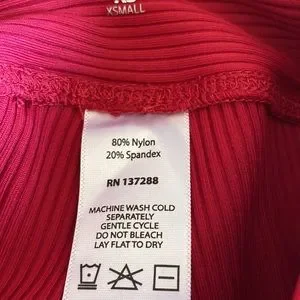 XS
XSMALL
80% Nylon
20% Spandex
RN 137288
MACHINE WASH COLD
SEPARATELY
GENTLE CYCLE
DO NOT BLEACH
LAY FLAT TO DRY